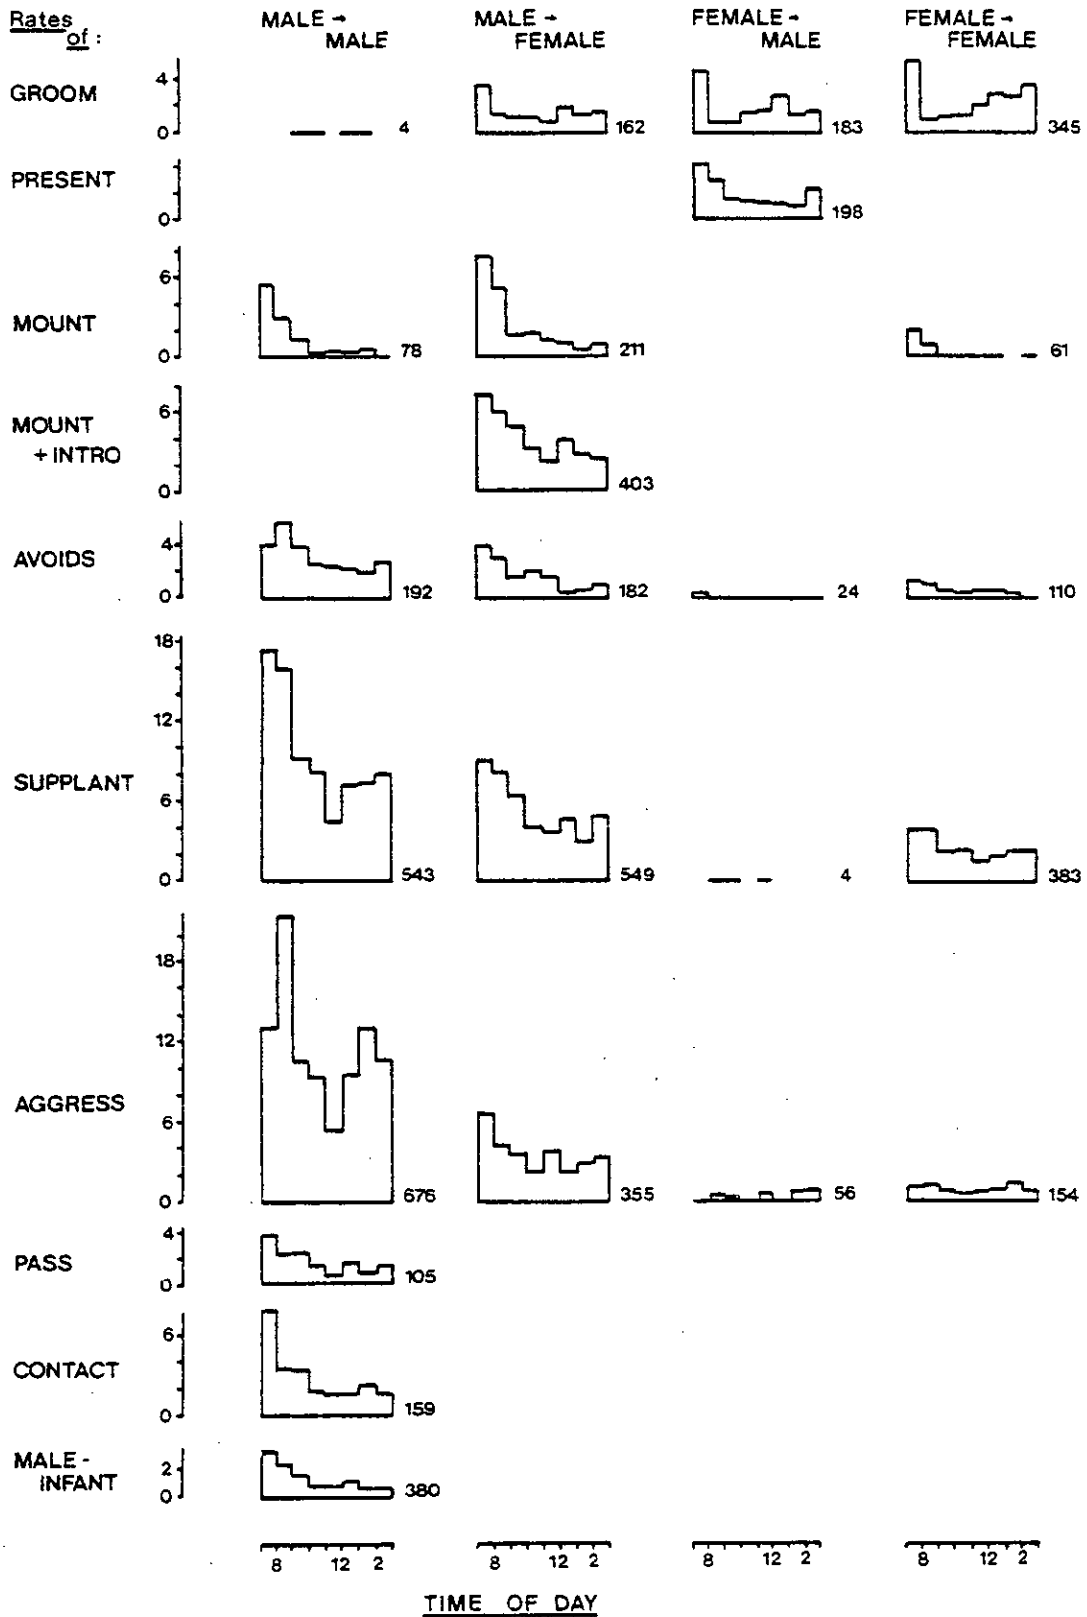 Rates of :
MALE → MALE
MALE → FEMALE
FEMALE → MALE
FEMALE → FEMALE
GROOM
4
0
4
162
183
345
PRESENT
0
198
MOUNT
6
0
78
211
61
MOUNT + INTRO
6
0
403
AVOIDS
4
0
192
182
24
110
SUPPLANT
18
12
6
0
543
549
4
383
AGGRESS
18
12
6
0
676
355
56
154
PASS
4
0
105
CONTACT
6
0
159
MALE - INFANT
2
0
380
8 12 2
8 12 2
8 12 2
8 12 2
TIME OF DAY